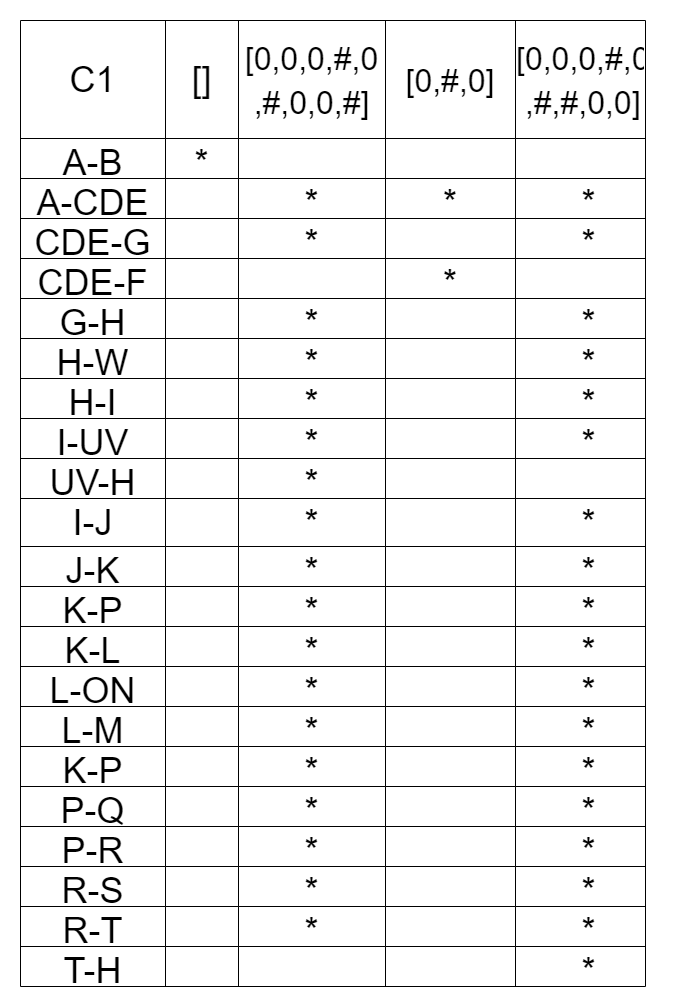 C1 [] [0,0,0,#,0 [0,#,0] [0,0,0,#,0
,#,0,0,#] ,#,#,0,0]
A-B *
A-CDE * * *
CDE-G * *
CDE-F *
G-H * *
H-W * *
H-I * *
I-UV * *
UV-H *
I-J * *
J-K * *
K-P * *
K-L * *
L-ON * *
L-M * *
K-P * *
P-Q * *
P-R * *
R-S * *
R-T * *
T-H *